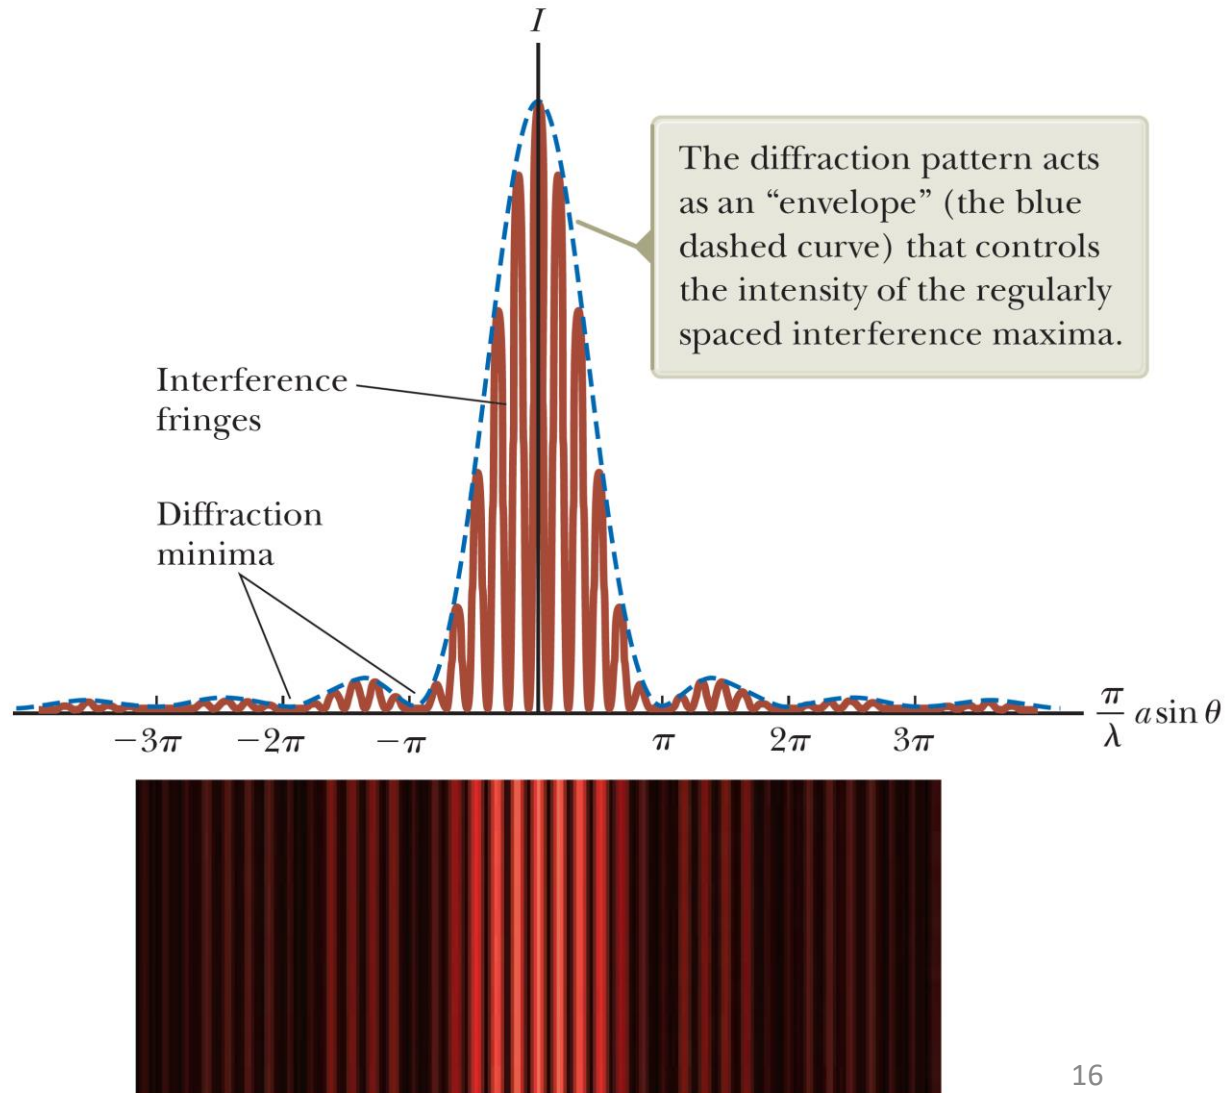 I
The diffraction pattern acts
as an “envelope” (the blue
dashed curve) that controls
the intensity of the regularly
spaced interference maxima.
Interference
fringes
Diffraction
minima
−3π −2π −π π 2π 3π
π/λ a sin θ
16